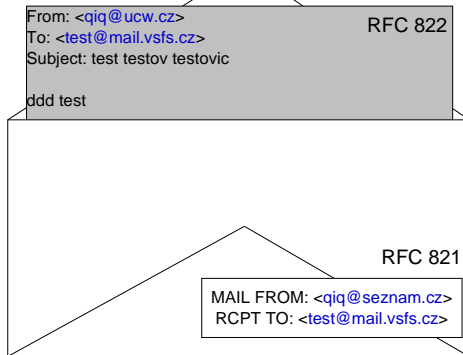 From: <qiq@ucw.cz>
RFC 822
To: <test@mail.vsfs.cz>
Subject: test testov testovic
ddd test
RFC 821
MAIL FROM: <qiq@seznam.cz>
RCPT TO: <test@mail.vsfs.cz>